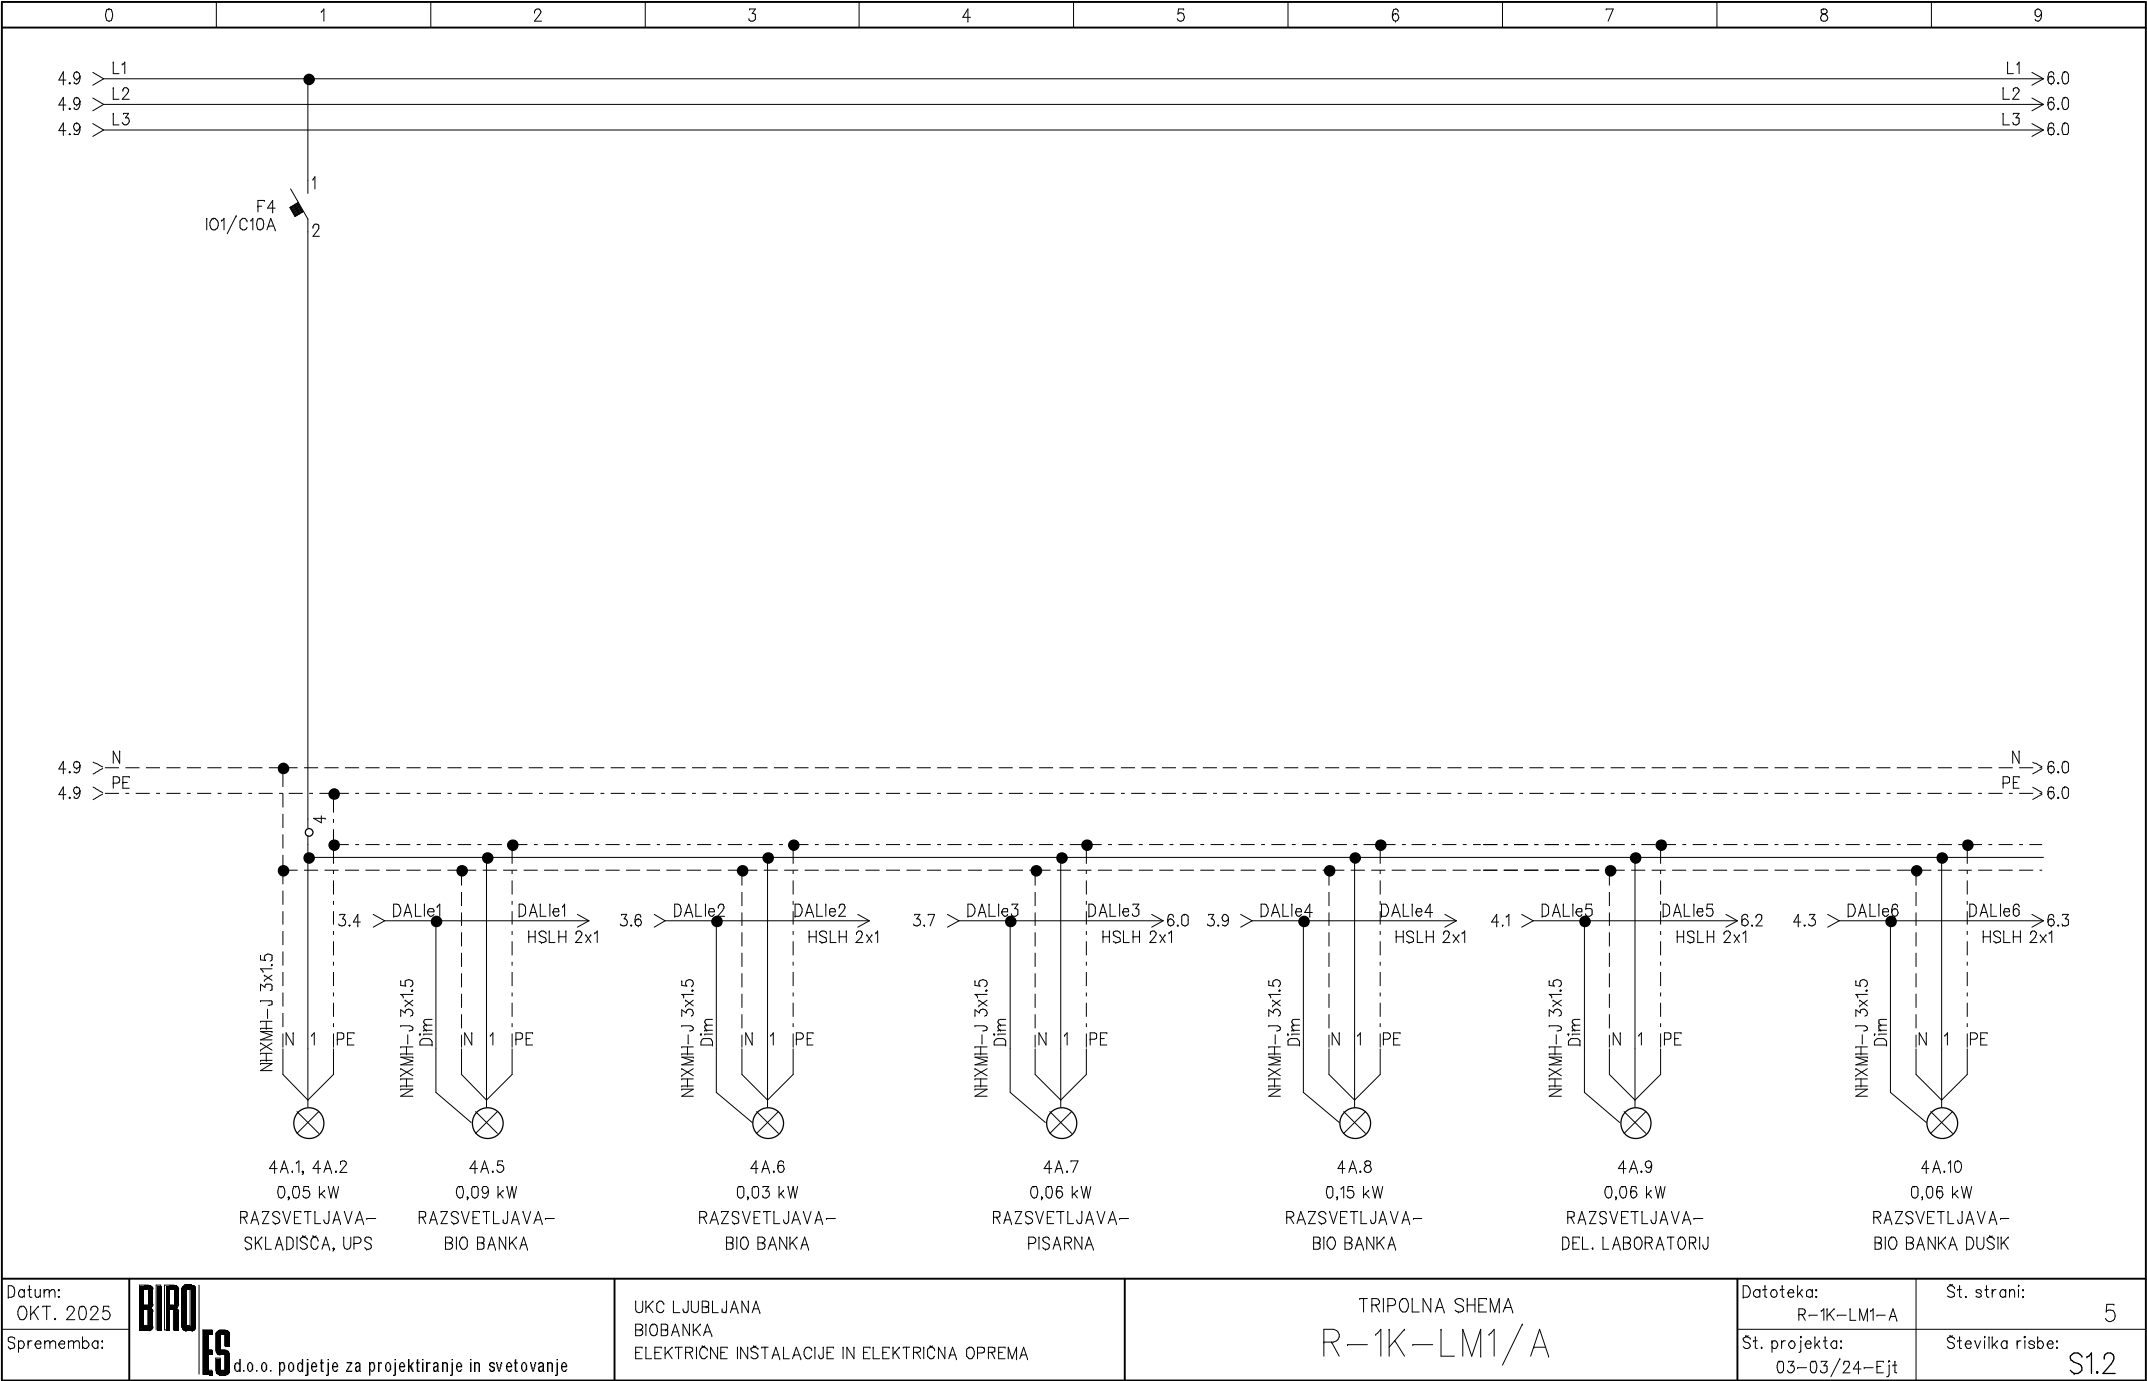 0 1 2 3 4 5 6 7 8 9
4.9 L1 L1 6.0
4.9 L2 L2 6.0
4.9 L3 L3 6.0
1
F4
IO1/C10A
2
4.9 N N 6.0
4.9 PE PE 6.0
4
3.4 DALIe1 DALIe1 3.6 DALIe2 DALIe2 3.7 DALIe3 DALIe3 6.0 3.9 DALIe4 DALIe4 4.1 DALIe5 DALIe5 6.2 4.3 DALIe6 DALIe6 6.3
HSLH 2x1 HSLH 2x1 HSLH 2x1 HSLH 2x1 HSLH 2x1 HSLH 2x1
NHXMH-J 3x1.5 NHXMH-J 3x1.5 NHXMH-J 3x1.5 NHXMH-J 3x1.5 NHXMH-J 3x1.5 NHXMH-J 3x1.5 NHXMH-J 3x1.5
Dim Dim Dim Dim Dim Dim
N 1 PE N 1 PE N 1 PE N 1 PE N 1 PE N 1 PE N 1 PE
4A.1, 4A.2 4A.5 4A.6 4A.7 4A.8 4A.9 4A.10
0,05 kW 0,09 kW 0,03 kW 0,06 kW 0,15 kW 0,06 kW 0,06 kW
RAZSVETLJAVA- RAZSVETLJAVA- RAZSVETLJAVA- RAZSVETLJAVA- RAZSVETLJAVA- RAZSVETLJAVA- RAZSVETLJAVA-
SKLADIŠČA, UPS BIO BANKA BIO BANKA PISARNA BIO BANKA DEL. LABORATORIJ BIO BANKA DUŠIK
Datum:
OKT. 2025
Sprememba:
BIRO
ES d.o.o. podjetje za projektiranje in svetovanje
UKC LJUBLJANA
BIOBANKA
ELEKTRIČNE INŠTALACIJE IN ELEKTRIČNA OPREMA
TRIPOLNA SHEMA
R-1K-LM1/A
Datoteka:
R-1K-LM1-A
Št. projekta:
03-03/24-Ejt
Št. strani:
5
Številka risbe:
S1.2